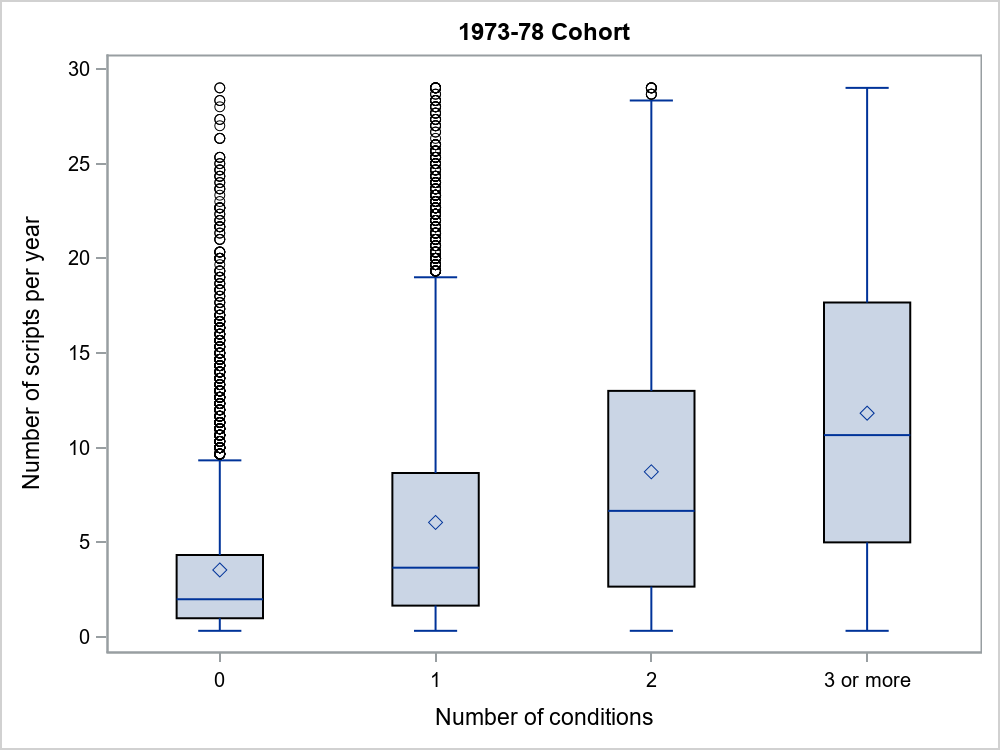 1973-78 Cohort
Number of scripts per year
30
25
20
15
10
5
0
0
1
2
3 or more
Number of conditions